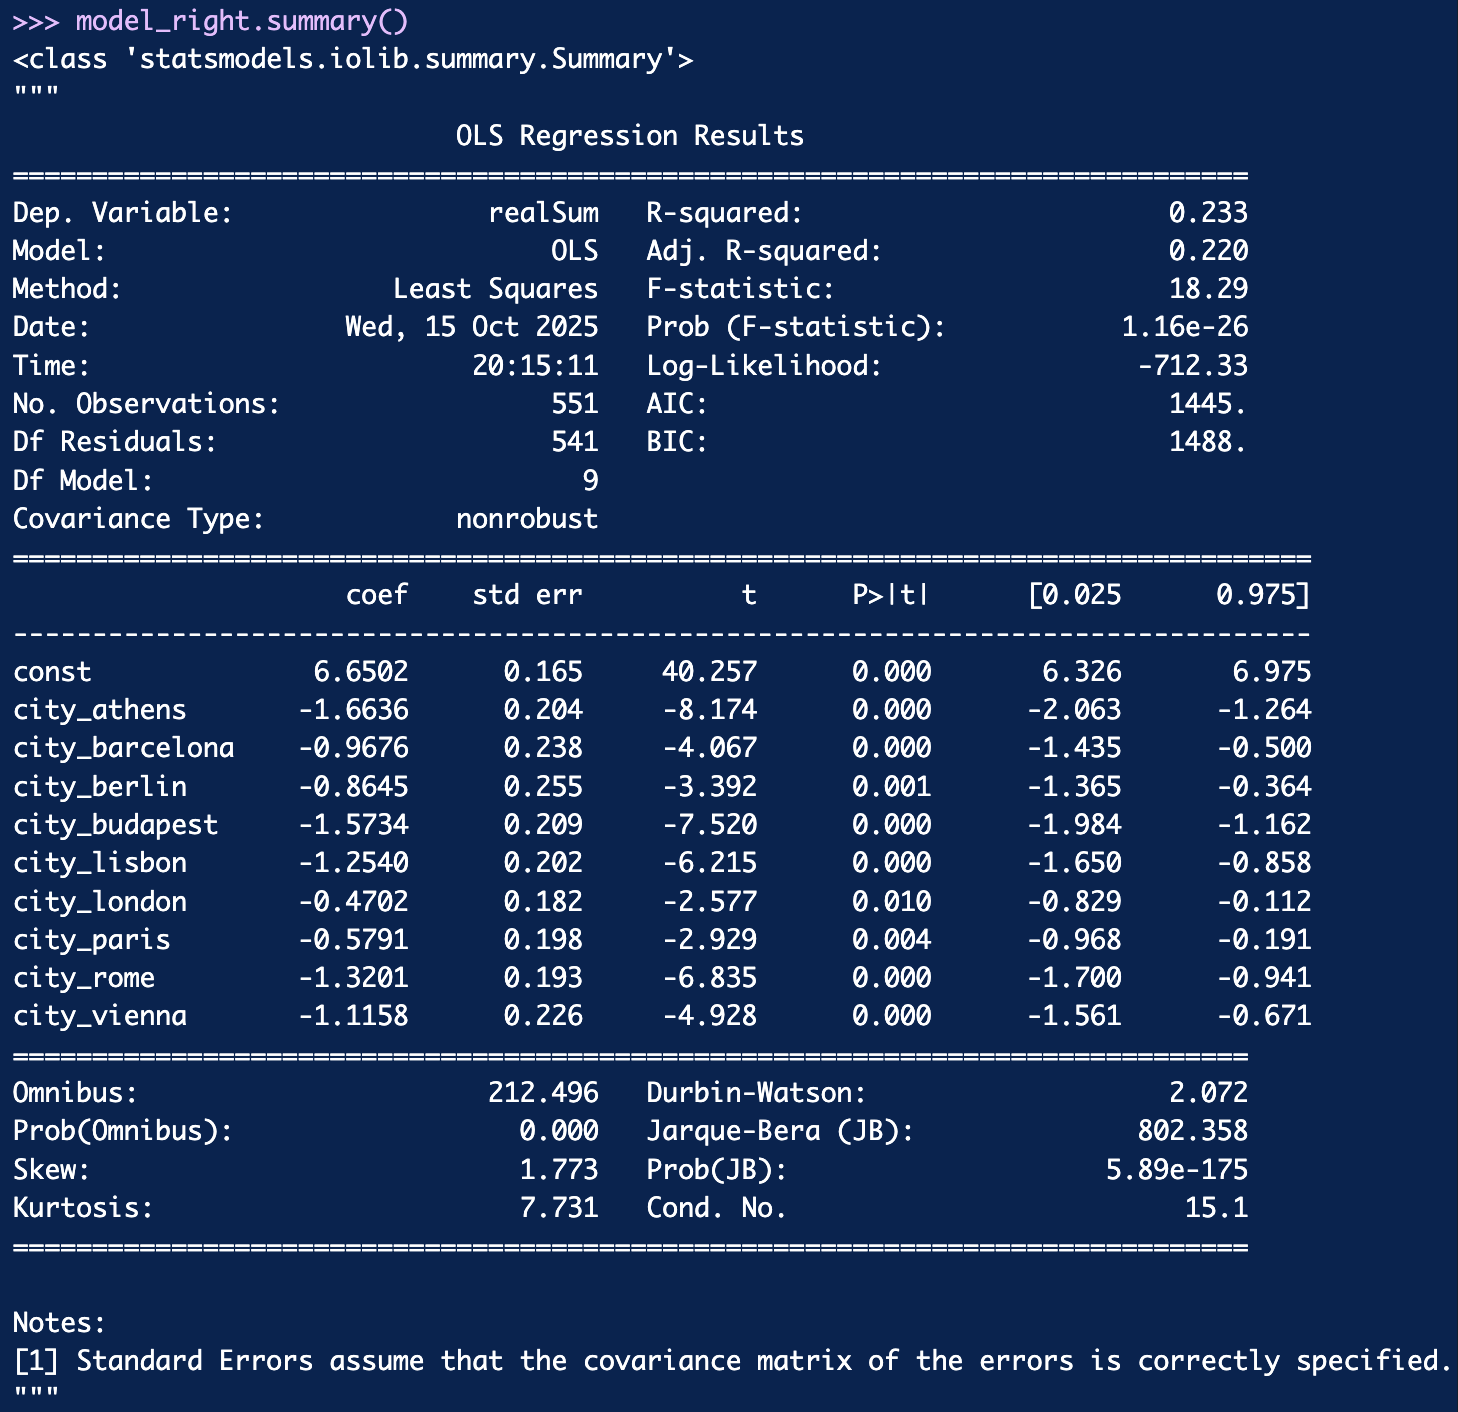 >>> model_right.summary()
<class 'statsmodels.iolib.summary.Summary'>
"""
                            OLS Regression Results
==============================================================================
Dep. Variable:                realSum   R-squared:                       0.233
Model:                            OLS   Adj. R-squared:                  0.220
Method:                 Least Squares   F-statistic:                     18.29
Date:                Wed, 15 Oct 2025   Prob (F-statistic):           1.16e-26
Time:                        20:15:11   Log-Likelihood:                -712.33
No. Observations:                 551   AIC:                             1445.
Df Residuals:                     541   BIC:                             1488.
Df Model:                           9
Covariance Type:            nonrobust
==================================================================================
                     coef    std err          t      P>|t|      [0.025      0.975]
----------------------------------------------------------------------------------
const              6.6502      0.165     40.257      0.000       6.326       6.975
city_athens       -1.6636      0.204     -8.174      0.000      -2.063      -1.264
city_barcelona    -0.9676      0.238     -4.067      0.000      -1.435      -0.500
city_berlin       -0.8645      0.255     -3.392      0.001      -1.365      -0.364
city_budapest     -1.5734      0.209     -7.520      0.000      -1.984      -1.162
city_lisbon       -1.2540      0.202     -6.215      0.000      -1.650      -0.858
city_london       -0.4702      0.182     -2.577      0.010      -0.829      -0.112
city_paris        -0.5791      0.198     -2.929      0.004      -0.968      -0.191
city_rome         -1.3201      0.193     -6.835      0.000      -1.700      -0.941
city_vienna       -1.1158      0.226     -4.928      0.000      -1.561      -0.671
==============================================================================
Omnibus:                      212.496   Durbin-Watson:                   2.072
Prob(Omnibus):                  0.000   Jarque-Bera (JB):              802.358
Skew:                           1.773   Prob(JB):                    5.89e-175
Kurtosis:                       7.731   Cond. No.                         15.1
==============================================================================

Notes:
[1] Standard Errors assume that the covariance matrix of the errors is correctly specified.
"""